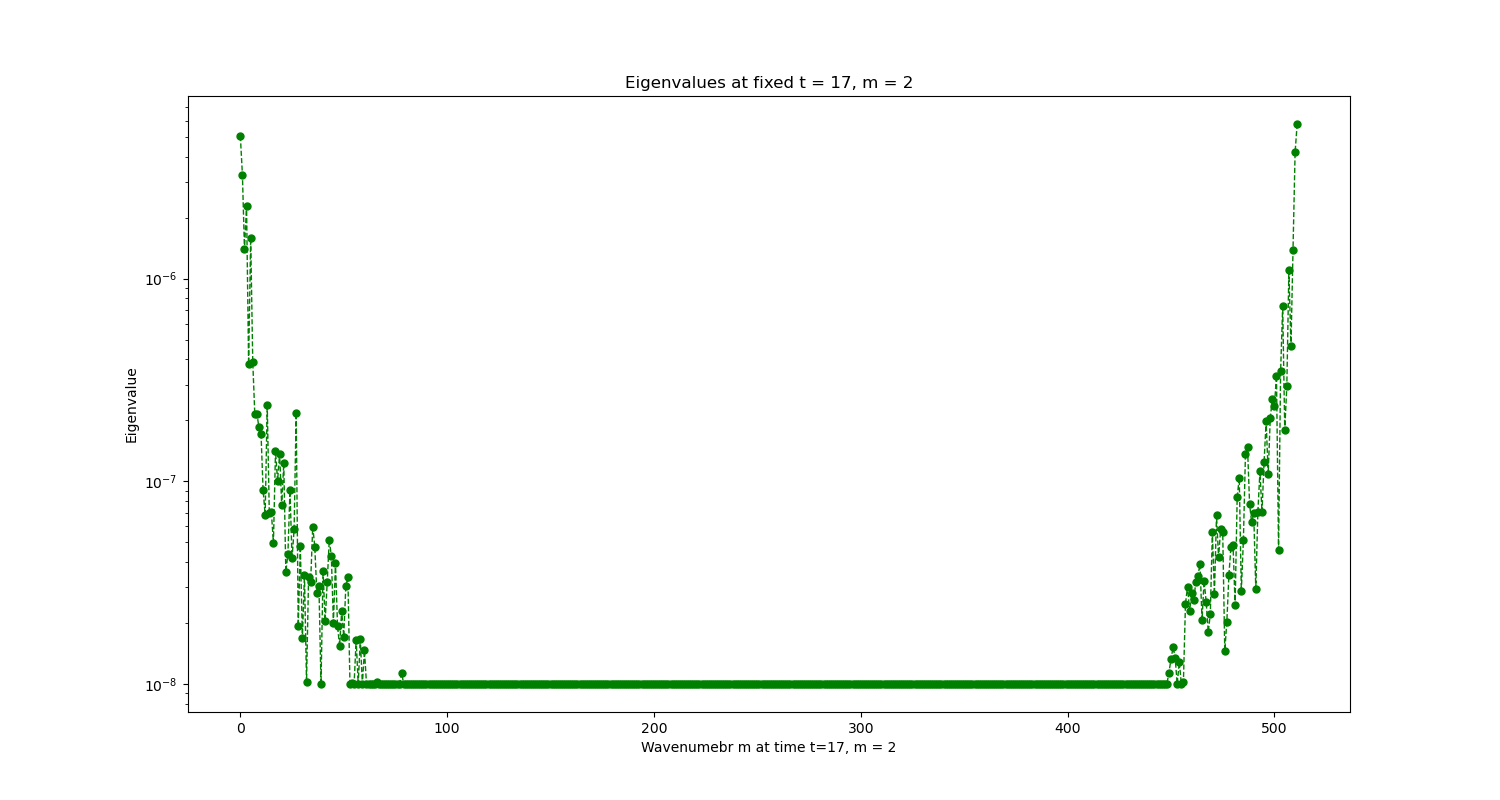 Eigenvalues at fixed t = 17, m = 2
Eigenvalue
10⁻⁶
10⁻⁷
10⁻⁸
0 100 200 300 400 500
Wavenumebr m at time t=17, m = 2